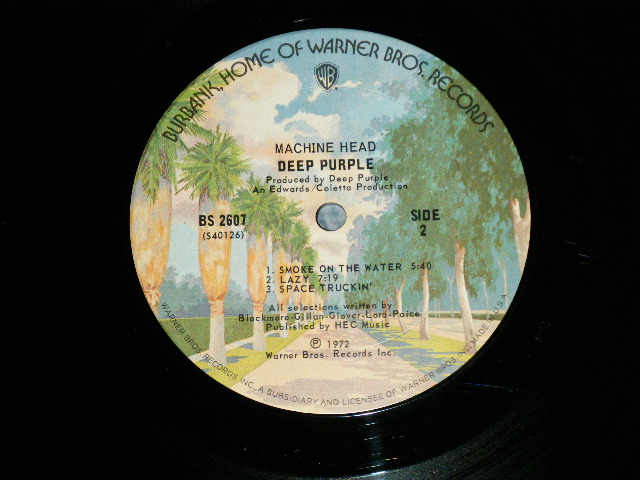 BURBANK, HOME OF WARNER BROS. RECORDS
WB
MACHINE HEAD
DEEP PURPLE
Produced by Deep Purple
An Edwards/Coletta Production
BS 2607
(S40126)
SIDE
2
1. SMOKE ON THE WATER 5:40
2. LAZY 7:19
3. SPACE TRUCKIN'
All selections written by
Blackmore-Gillan-Glover-Lord-Paice
Published by HEC Music
Ⓟ 1972
Warner Bros. Records Inc.
WARNER BROS RECORDS INC., A SUBSIDIARY AND LICENSEE OF WARNER BROS INC. MADE IN U.S.A.